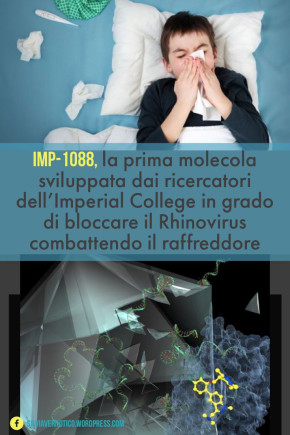 IMP-1088, la prima molecola
sviluppata dai ricercatori
dell'Imperial College in grado
di bloccare il Rhinovirus
combattendo il raffreddore